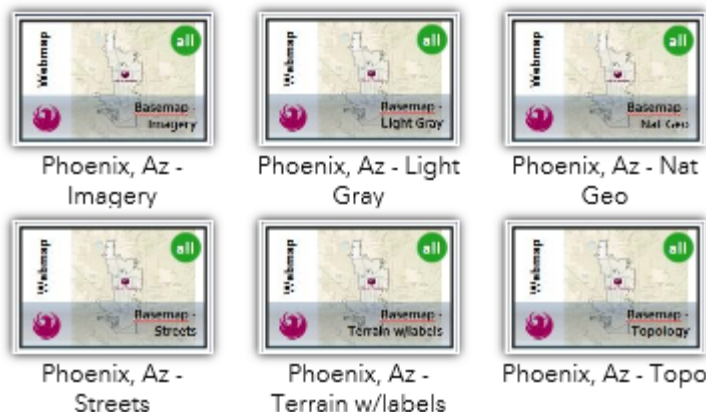 Webmap
all
Basemap -
Imagery
Phoenix, Az -
Imagery
Webmap
all
Basemap -
Light Gray
Phoenix, Az - Light
Gray
Webmap
all
Basemap -
Nat Geo
Phoenix, Az - Nat
Geo
Webmap
all
Basemap -
Streets
Phoenix, Az -
Streets
Webmap
all
Basemap -
Terrain w/labels
Phoenix, Az -
Terrain w/labels
Webmap
all
Basemap -
Topology
Phoenix, Az - Topo